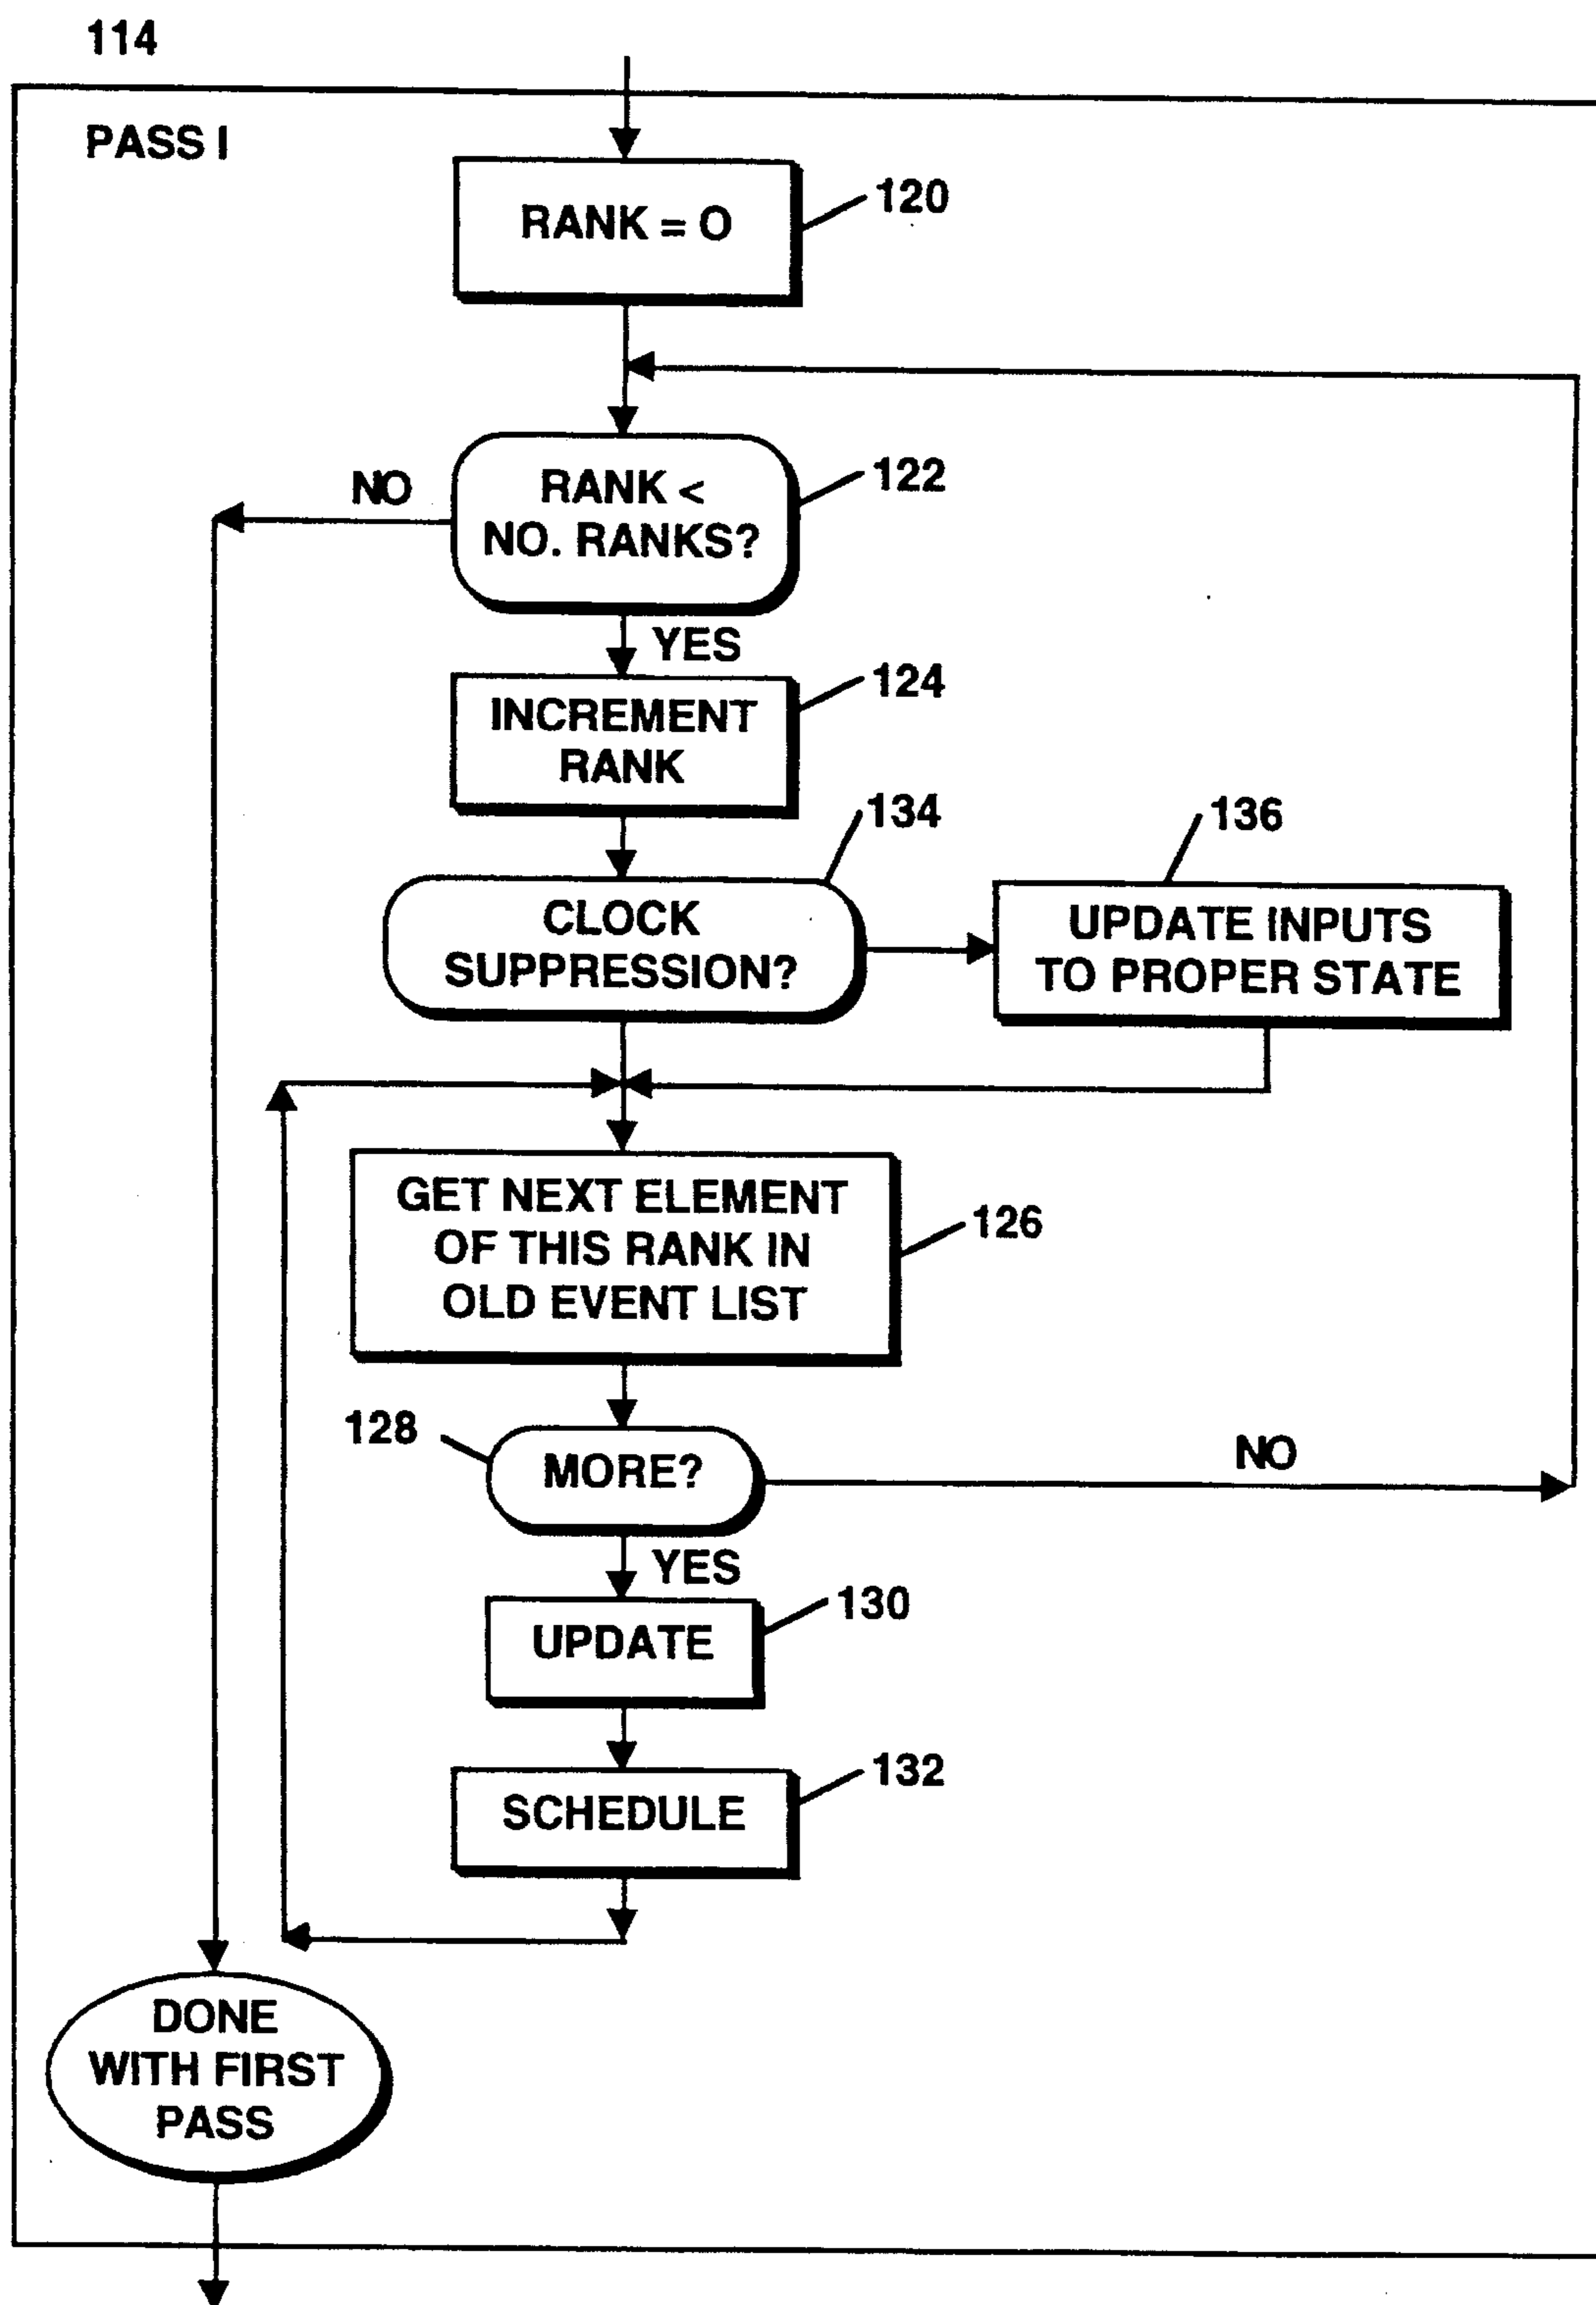 114
PASS I
RANK = O
120
NO
RANK <
NO. RANKS?
122
YES
INCREMENT
RANK
124
134
CLOCK
SUPPRESSION?
136
UPDATE INPUTS
TO PROPER STATE
GET NEXT ELEMENT
OF THIS RANK IN
OLD EVENT LIST
126
128
MORE?
NO
YES
UPDATE
130
SCHEDULE
132
DONE
WITH FIRST
PASS